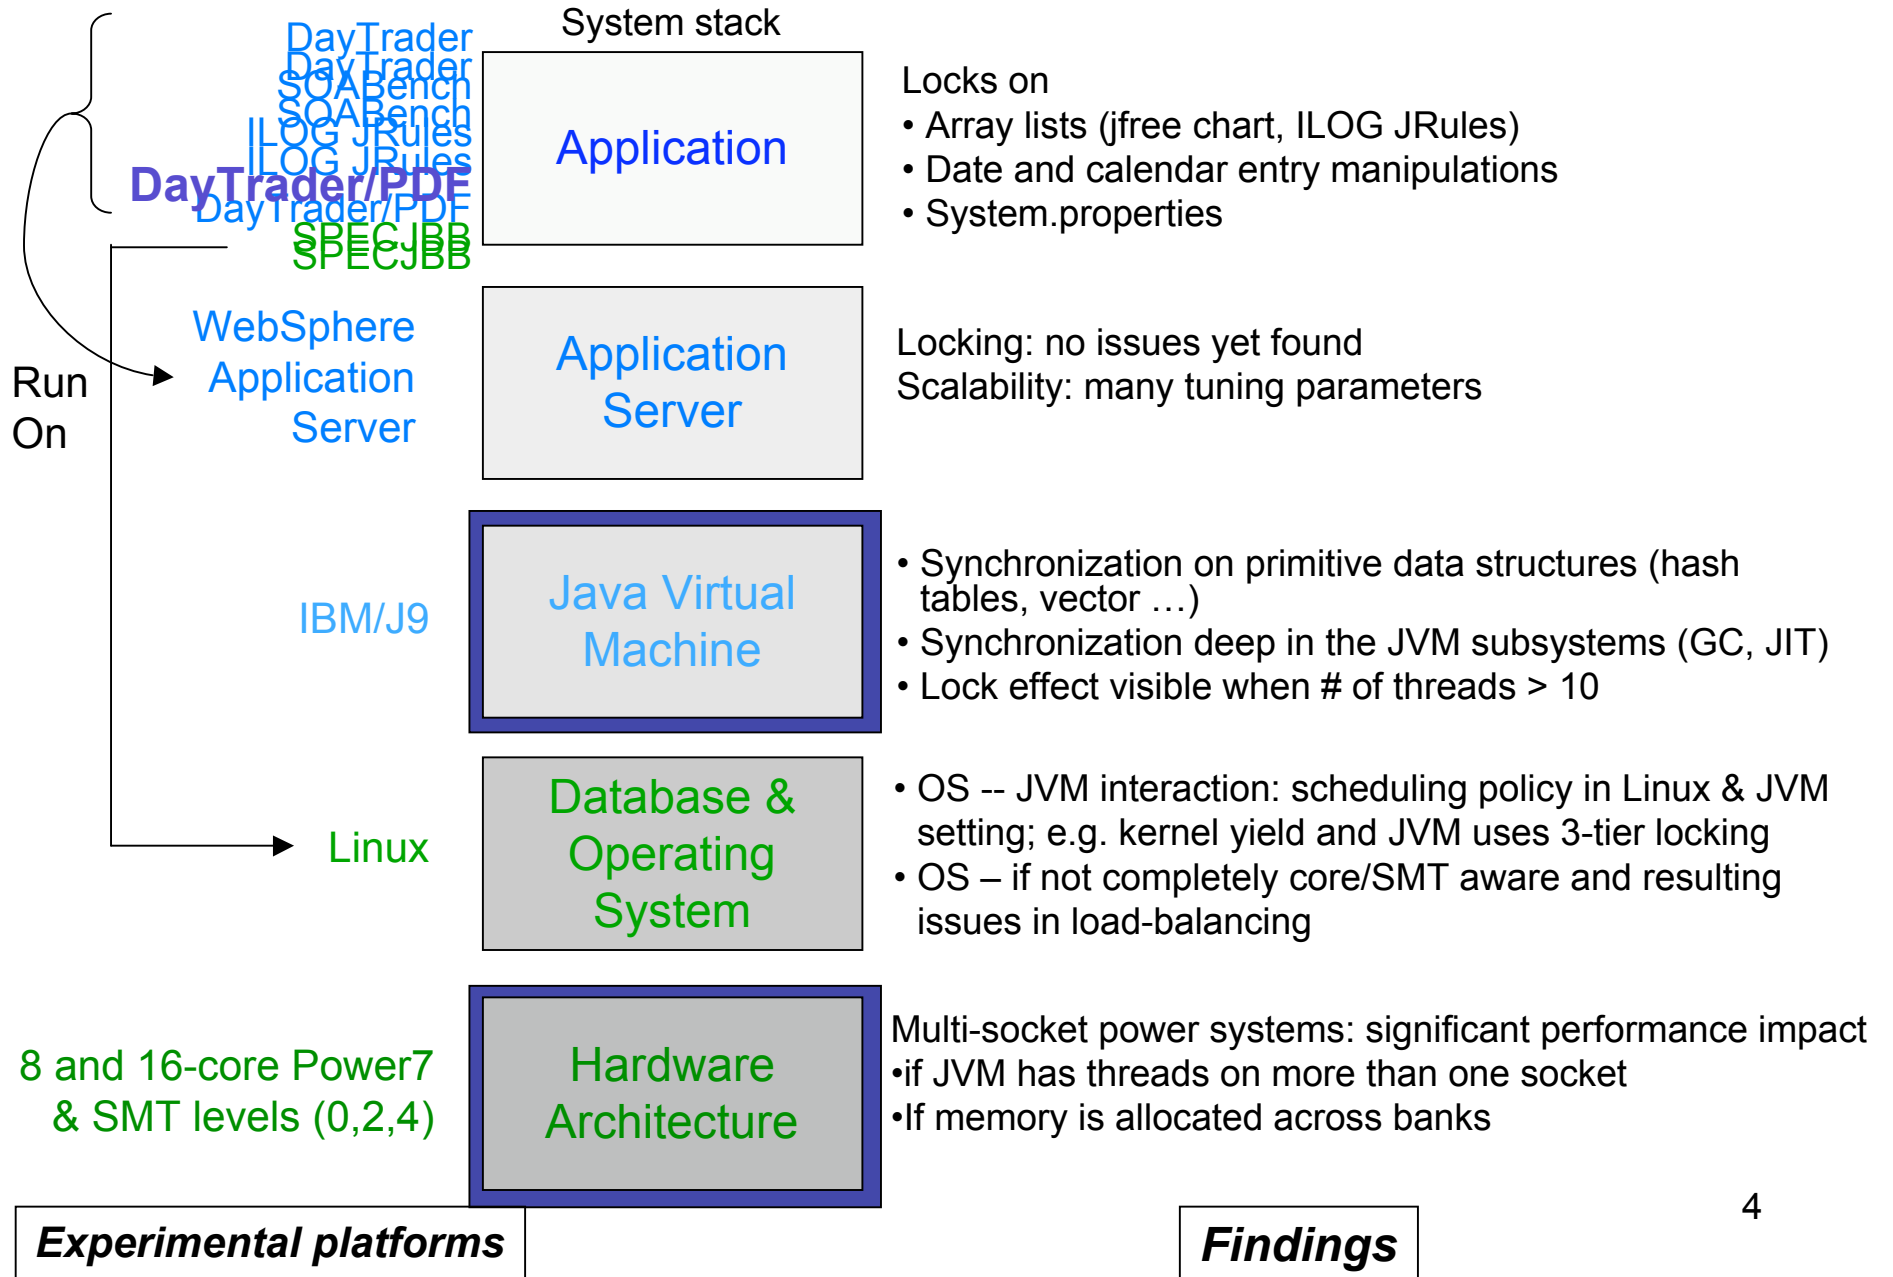 System stack
DayTrader
DayTrader
SOABench
SOABench
ILOG JRules
ILOG JRules
DayTrader/PDF
DayTrader/PDF
SPECJBB
SPECJBB
Application
Locks on
• Array lists (jfree chart, ILOG JRules)
• Date and calendar entry manipulations
• System.properties
Run
On
WebSphere
Application
Server
Application
Server
Locking: no issues yet found
Scalability: many tuning parameters
IBM/J9
Java Virtual
Machine
• Synchronization on primitive data structures (hash
tables, vector …)
• Synchronization deep in the JVM subsystems (GC, JIT)
• Lock effect visible when # of threads > 10
Linux
Database &
Operating
System
• OS -- JVM interaction: scheduling policy in Linux & JVM
setting; e.g. kernel yield and JVM uses 3-tier locking
• OS – if not completely core/SMT aware and resulting
issues in load-balancing
8 and 16-core Power7
& SMT levels (0,2,4)
Hardware
Architecture
Multi-socket power systems: significant performance impact
•if JVM has threads on more than one socket
•If memory is allocated across banks
Experimental platforms
Findings
4